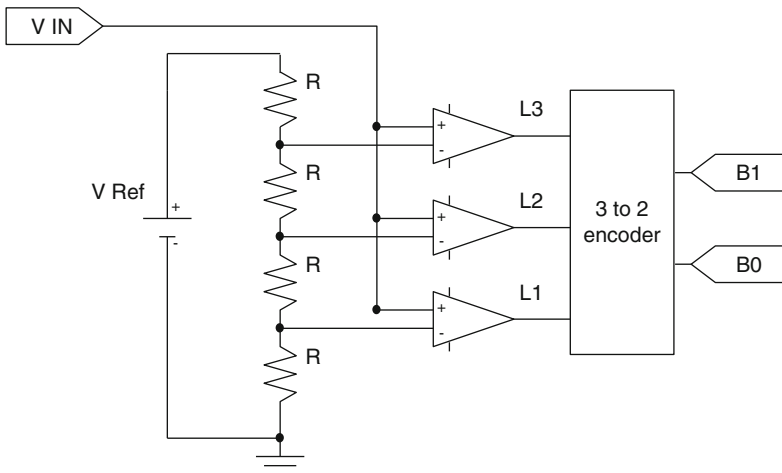 V IN
R
+
-
L3
R
V Ref
+
-
+
-
L2
3 to 2
encoder
B1
B0
R
+
-
L1
R